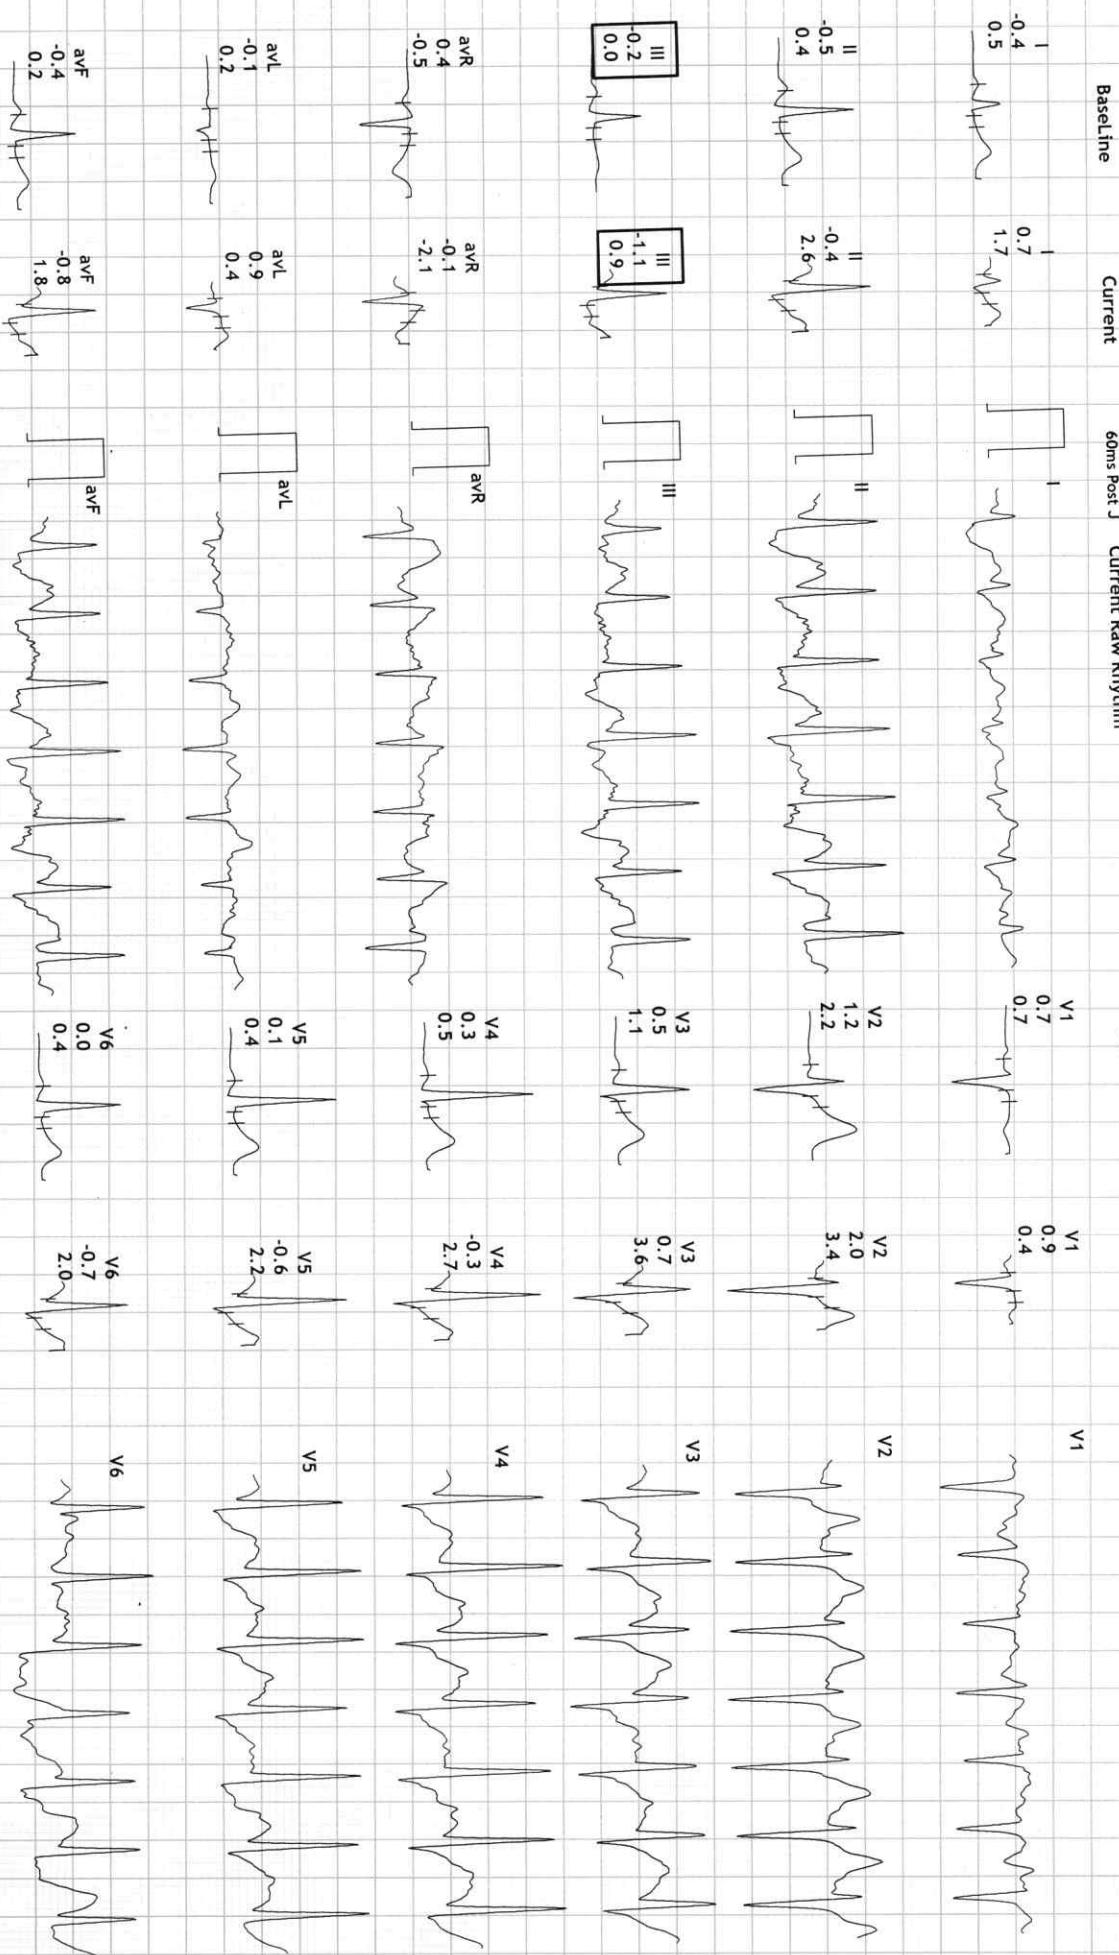 BaseLine
Current
60ms Post J
Current Raw Rhythm
I
-0.4
0.5
I
0.7
1.7
I
V1
0.7
0.7
V1
0.9
0.4
V1
II
-0.5
0.4
II
-0.4
2.6
II
V2
1.2
2.2
V2
2.0
3.4
V2
III
-0.2
0.0
III
-1.1
0.9
III
V3
0.5
1.1
V3
0.7
3.6
V3
avR
0.4
-0.5
avR
-0.1
-2.1
avR
V4
0.3
0.5
V4
-0.3
2.7
V4
avL
-0.1
0.2
avL
0.9
0.4
avL
V5
0.1
0.4
V5
-0.6
2.2
V5
avF
-0.4
0.2
avF
-0.8
1.8
avF
V6
0.0
0.4
V6
-0.7
2.0
V6